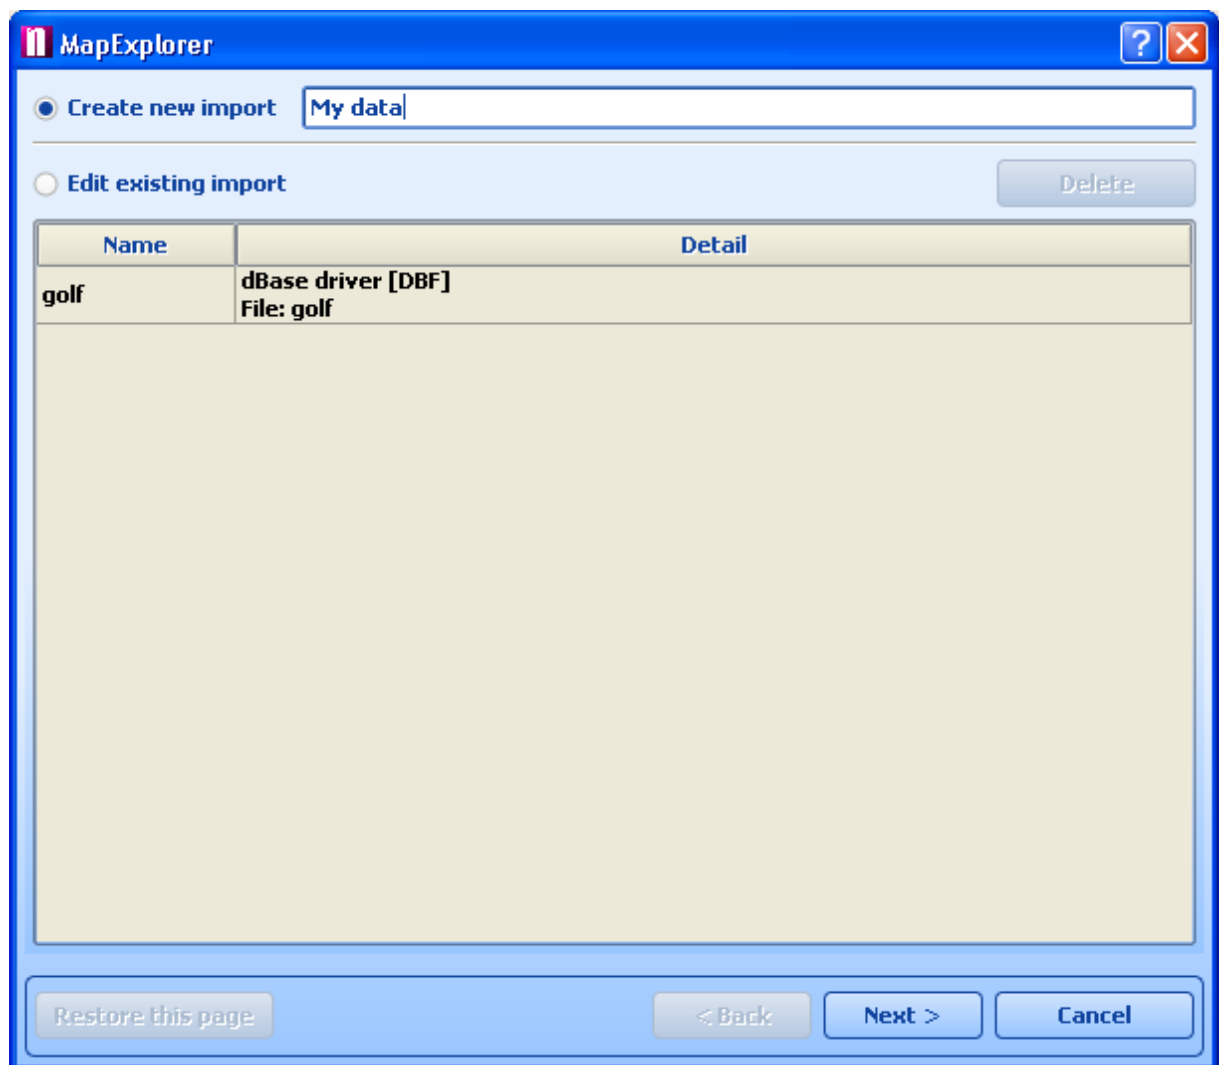 MapExplorer
Create new import My data
Edit existing import Delete
Name Detail
golf dBase driver [DBF]
File: golf
Restore this page < Back Next > Cancel